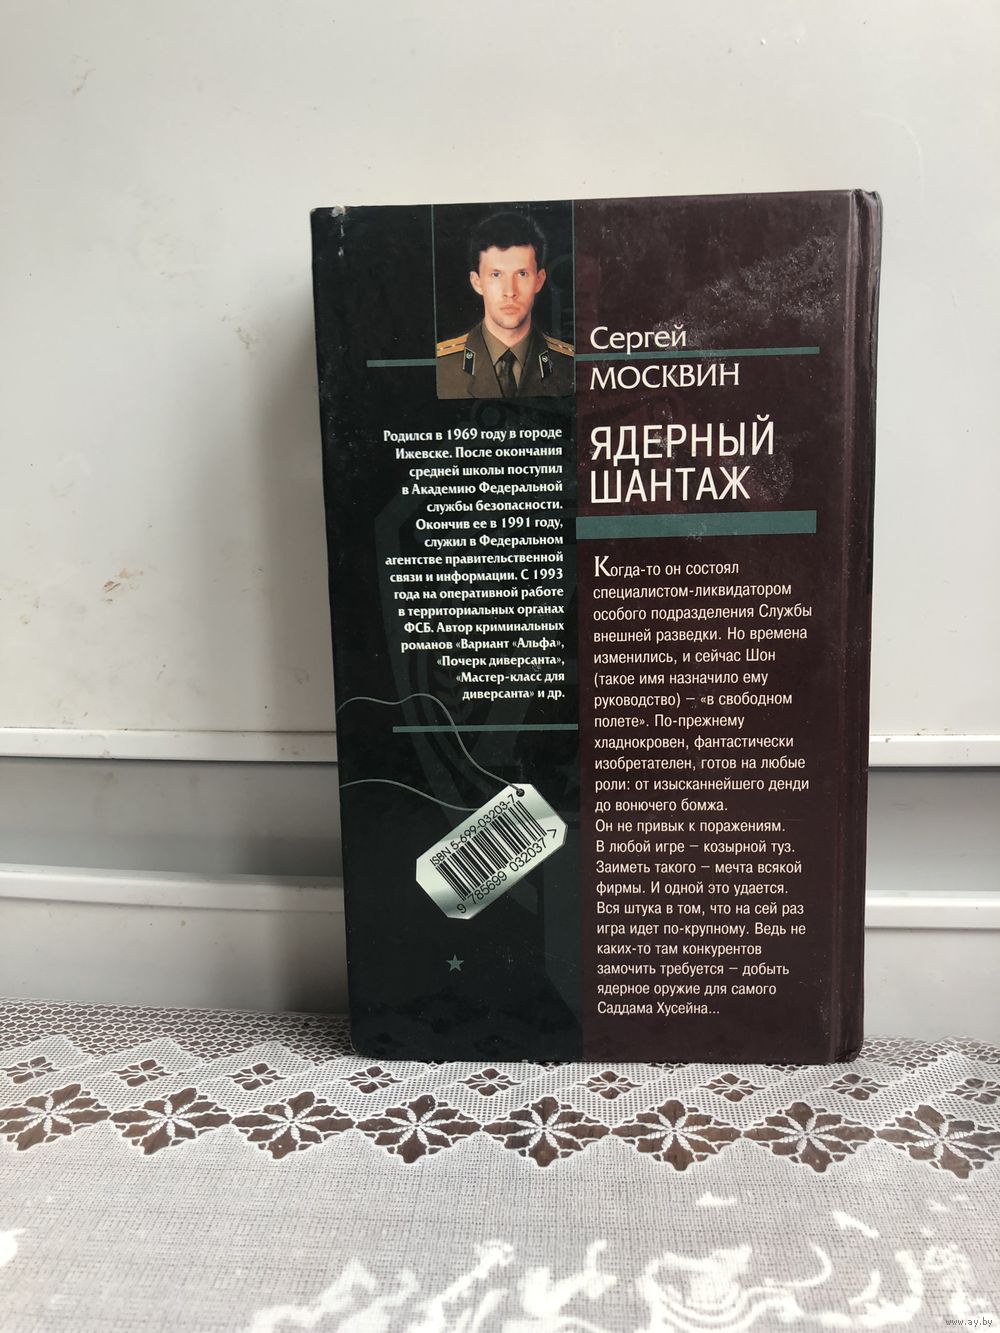 Родился в 1969 году в городе
Ижевске. После окончания
средней школы поступил
в Академию Федеральной
службы безопасности.
Окончив ее в 1991 году,
служил в Федеральном
агентстве правительственной
связи и информации. С 1993
года на оперативной работе
в территориальных органах
ФСБ. Автор криминальных
романов «Вариант «Альфа»,
«Почерк диверсанта»,
«Мастер-класс для
диверсанта» и др.
ISBN 5-699-03203-7
9 785699 032037 >
Сергей
МОСКВИН
ЯДЕРНЫЙ
ШАНТАЖ
Когда-то он состоял
специалистом-ликвидатором
особого подразделения Службы
внешней разведки. Но времена
изменились, и сейчас Шон
(такое имя назначило ему
руководство) – «в свободном
полете». По-прежнему
хладнокровен, фантастически
изобретателен, готов на любые
роли: от изысканнейшего денди
до вонючего бомжа.
Он не привык к поражениям.
В любой игре – козырной туз.
Заиметь такого – мечта всякой
фирмы. И одной это удается.
Вся штука в том, что на сей раз
игра идет по-крупному. Ведь не
каких-то там конкурентов
замочить требуется – добыть
ядерное оружие для самого
Саддама Хусейна...
www.ay.by